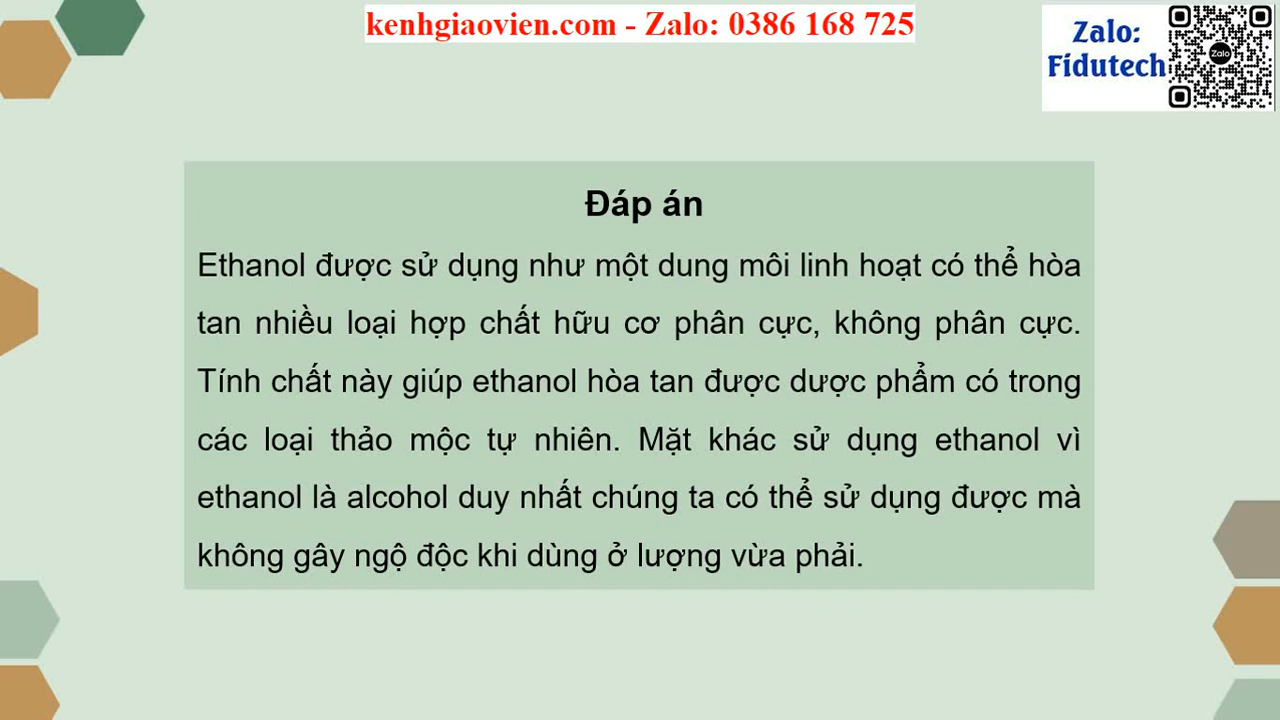 kenhgiaovien.com - Zalo: 0386 168 725
Zalo:
Fidutech
Zalo
Đáp án
Ethanol được sử dụng như một dung môi linh hoạt có thể hòa
tan nhiều loại hợp chất hữu cơ phân cực, không phân cực.
Tính chất này giúp ethanol hòa tan được dược phẩm có trong
các loại thảo mộc tự nhiên. Mặt khác sử dụng ethanol vì
ethanol là alcohol duy nhất chúng ta có thể sử dụng được mà
không gây ngộ độc khi dùng ở lượng vừa phải.